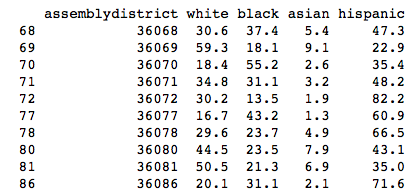 assemblydistrict white black asian hispanic
68 36068 30.6 37.4 5.4 47.3
69 36069 59.3 18.1 9.1 22.9
70 36070 18.4 55.2 2.6 35.4
71 36071 34.8 31.1 3.2 48.2
72 36072 30.2 13.5 1.9 82.2
77 36077 16.7 43.2 1.3 60.9
78 36078 29.6 23.7 4.9 66.5
80 36080 44.5 23.5 7.9 43.1
81 36081 50.5 21.3 6.9 35.0
86 36086 20.1 31.1 2.1 71.6